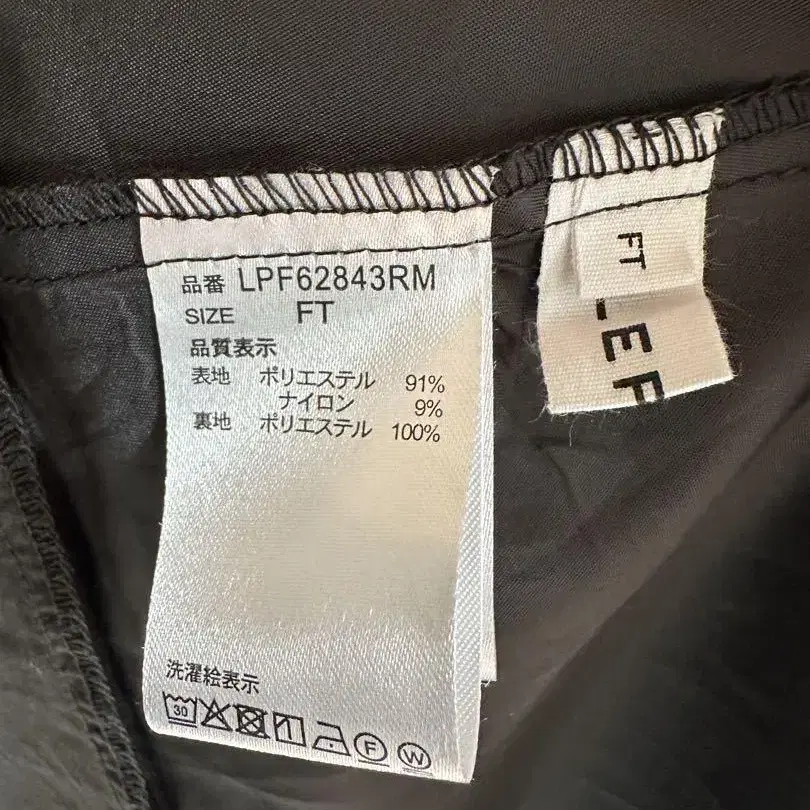 品番 LPF62843RM
SIZE FT
品質表示
表地 ポリエステル 91%
ナイロン 9%
裏地 ポリエステル 100%
洗濯絵表示
30
F
W
FT
LEF